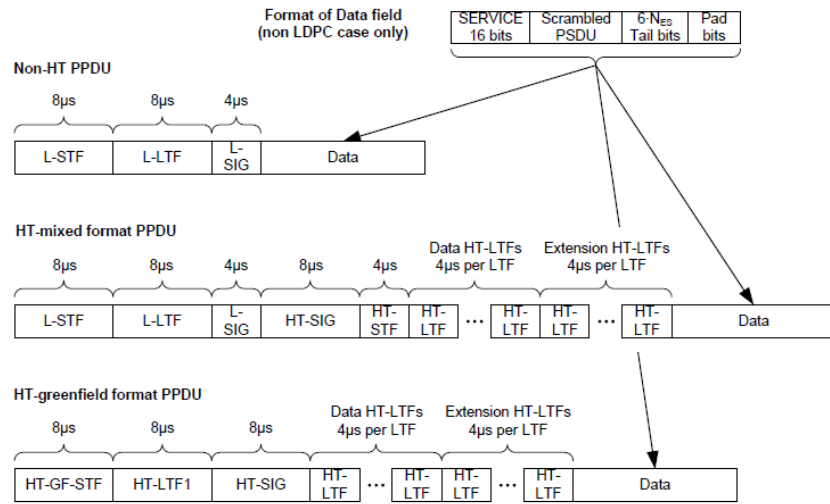 Format of Data field
(non LDPC case only)
SERVICE
16 bits
Scrambled
PSDU
6·N_ES
Tail bits
Pad
bits
Non-HT PPDU
8µs 8µs 4µs
L-STF L-LTF L-
SIG Data
HT-mixed format PPDU
Data HT-LTFs
4µs per LTF
Extension HT-LTFs
4µs per LTF
8µs 8µs 4µs 8µs 4µs
L-STF L-LTF L-
SIG HT-SIG HT-
STF HT-
LTF ... HT-
LTF HT-
LTF ... HT-
LTF Data
HT-greenfield format PPDU
Data HT-LTFs
4µs per LTF
Extension HT-LTFs
4µs per LTF
8µs 8µs 8µs
HT-GF-STF HT-LTF1 HT-SIG HT-
LTF ... HT-
LTF HT-
LTF ... HT-
LTF Data